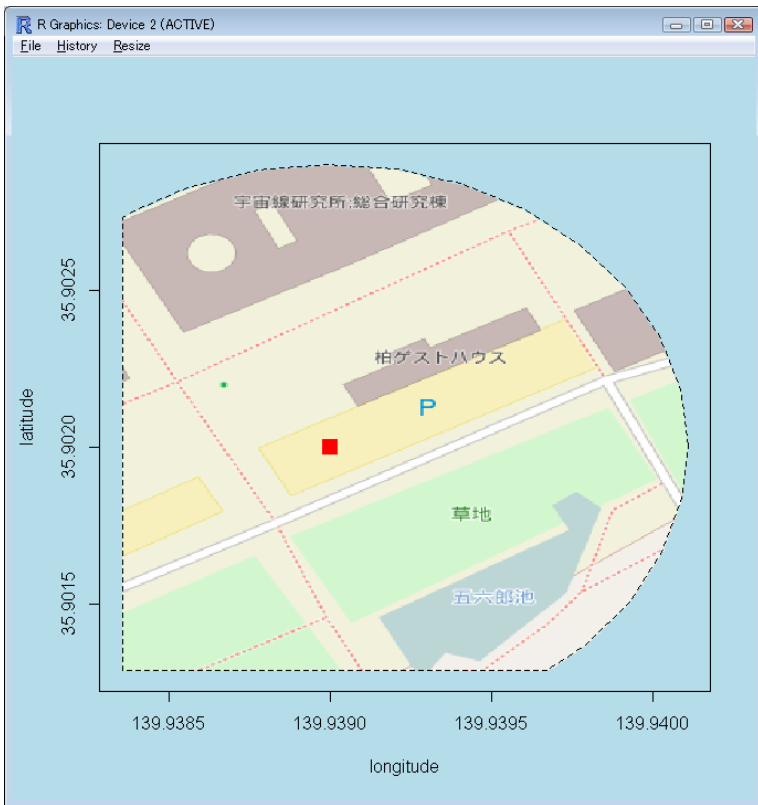 R Graphics: Device 2 (ACTIVE)
File History Resize
宇宙線研究所;総合研究棟
柏ゲストハウス
P
草地
五六郎池
latitude
35.9025
35.9020
35.9015
139.9385 139.9390 139.9395 139.9400
longitude